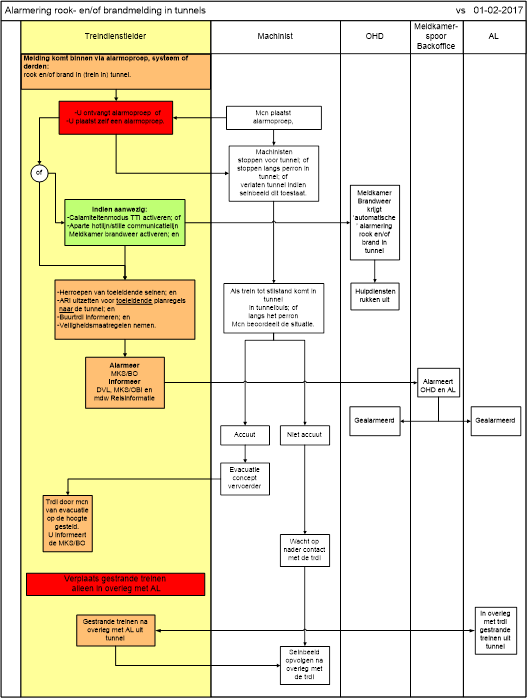 Alarmering rook- en/of brandmelding in tunnels
vs 01-02-2017
Treindienstleider
Machinist
OHD
Meldkamer-
spoor
Backoffice
AL
Melding komt binnen via alarmoproep, systeem of
derden:
rook en/of brand in (trein in) tunnel.
-U ontvangt alarmoproep of
-U plaatst zelf een alarmoproep.
Mcn plaatst
alarmoproep,
Machinisten
stoppen voor tunnel; of
stoppen langs perron in
tunnel; of
verlaten tunnel indien
seinbeeld dit toestaat.
of
Indien aanwezig:
-Calamiteitenmodus TTI activeren; of
-Aparte hotlijn/stille communicatielijn
Meldkamer brandweer activeren; en
Meldkamer
Brandweer
krijgt
'automatische'
alarmering
rook en/of
brand in
tunnel
Hulpdiensten
rukken uit
-Herroepen van toeleidende seinen; en
-ARI uitzetten voor toeleidende planregels
naar de tunnel; en
-Buurtrdl informeren; en
-Veiligheidsmaatregelen nemen.
Als trein tot stilstand komt in
tunnel
in tunnelbuis; of
langs het perron
Mcn beoordeelt de situatie.
Alarmeer
MKS/BO
Informeer
DVL, MKS/OBI en
mdw Reisinformatie
Alarmeert
OHD en AL
Gealarmeerd
Gealarmeerd
Accuut
Niet accuut
Evacuatie
concept
vervoerder
Trdl door mcn
van evacuatie
op de hoogte
gesteld.
U informeert
de MKS/BO
Wacht op
nader contact
met de trdl
Verplaats gestrande treinen
alleen in overleg met AL
Gestrande treinen na
overleg met AL uit
tunnel
In overleg
met trdl
gestrande
treinen uit
tunnel
Seinbeeld
opvolgen na
overleg met
de trdl